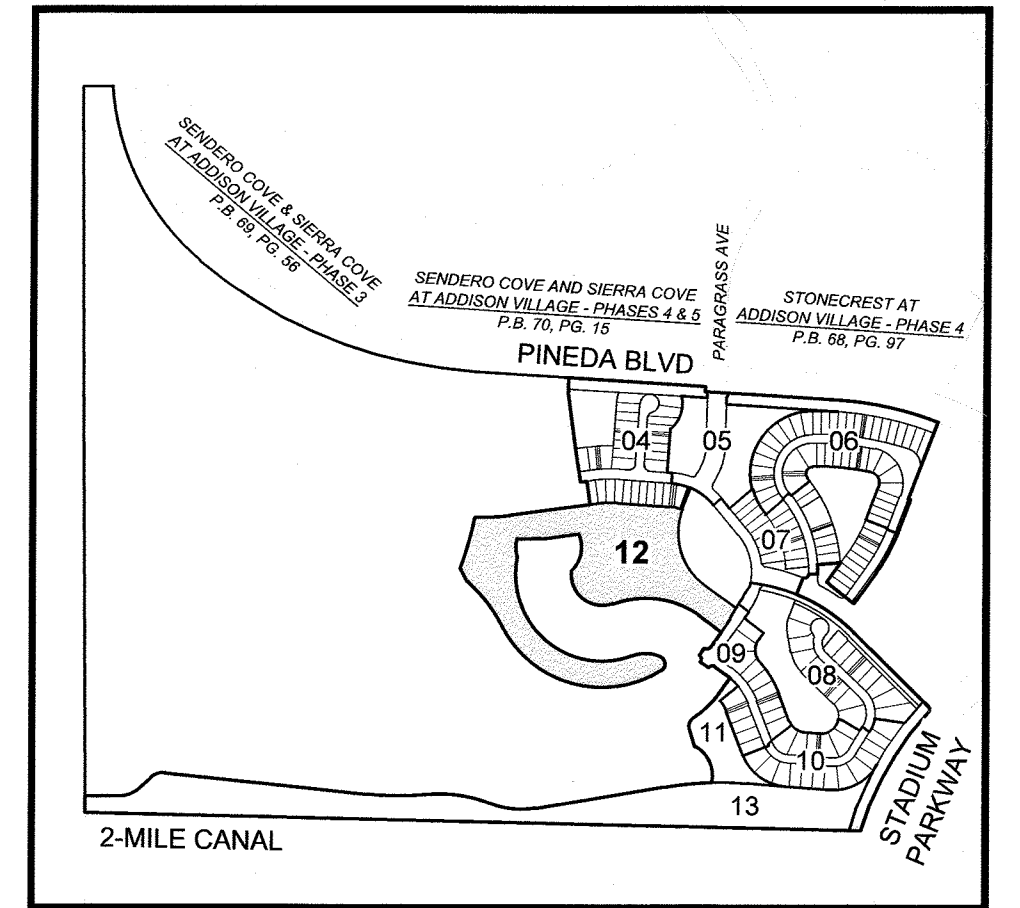 SENDERO COVE & SIERRA COVE
AT ADDISON VILLAGE - PHASE 3
P.B. 69, PG. 56
SENDERO COVE AND SIERRA COVE
AT ADDISON VILLAGE - PHASES 4 & 5
P.B. 70, PG. 15
PARAGRASS AVE
STONECREST AT
ADDISON VILLAGE - PHASE 4
P.B. 68, PG. 97
PINEDA BLVD
04
05
06
07
12
09
08
11
10
13
STADIUM
PARKWAY
2-MILE CANAL